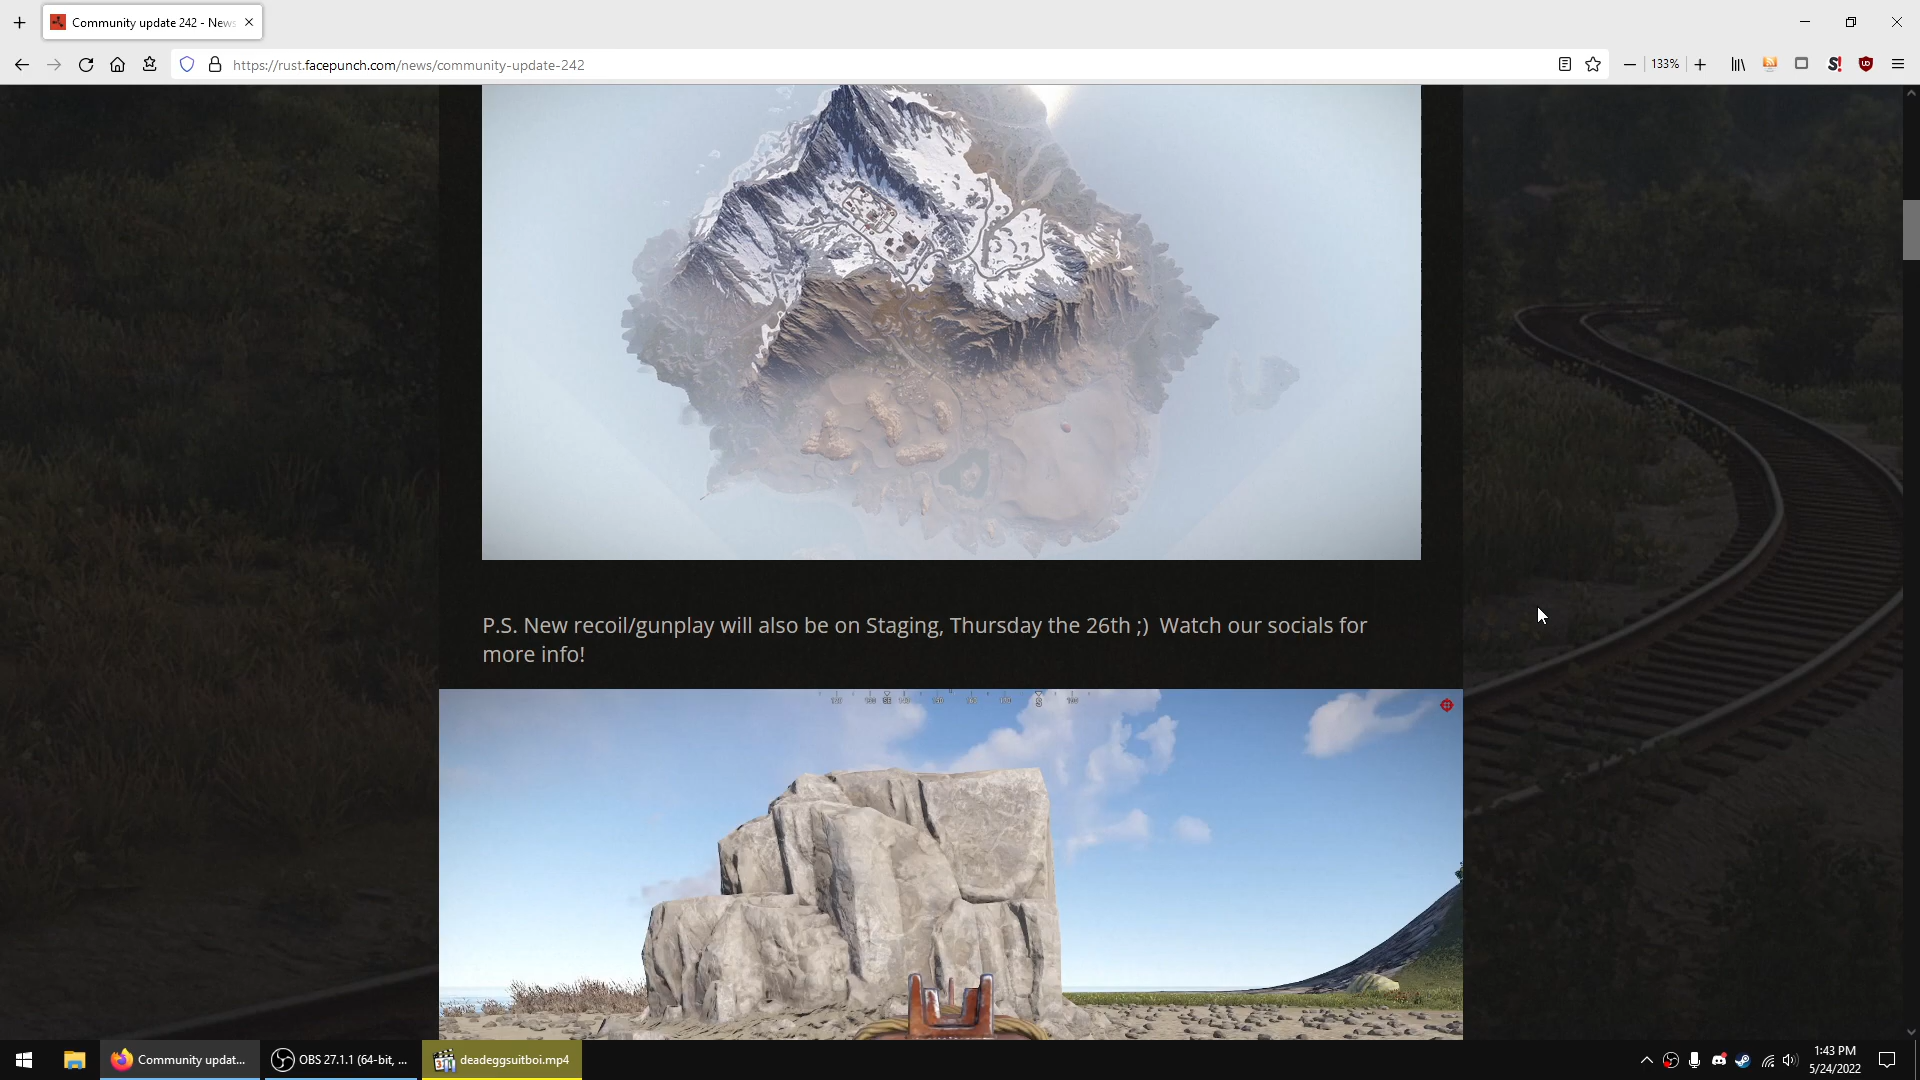 Community update 242 - News
https://rust.facepunch.com/news/community-update-242
133%
P.S. New recoil/gunplay will also be on Staging, Thursday the 26th ;)  Watch our socials for
more info!
S
Community updat...
OBS 27.1.1 (64-bit, ...
deadeggsuitboi.mp4
1:43 PM
5/24/2022